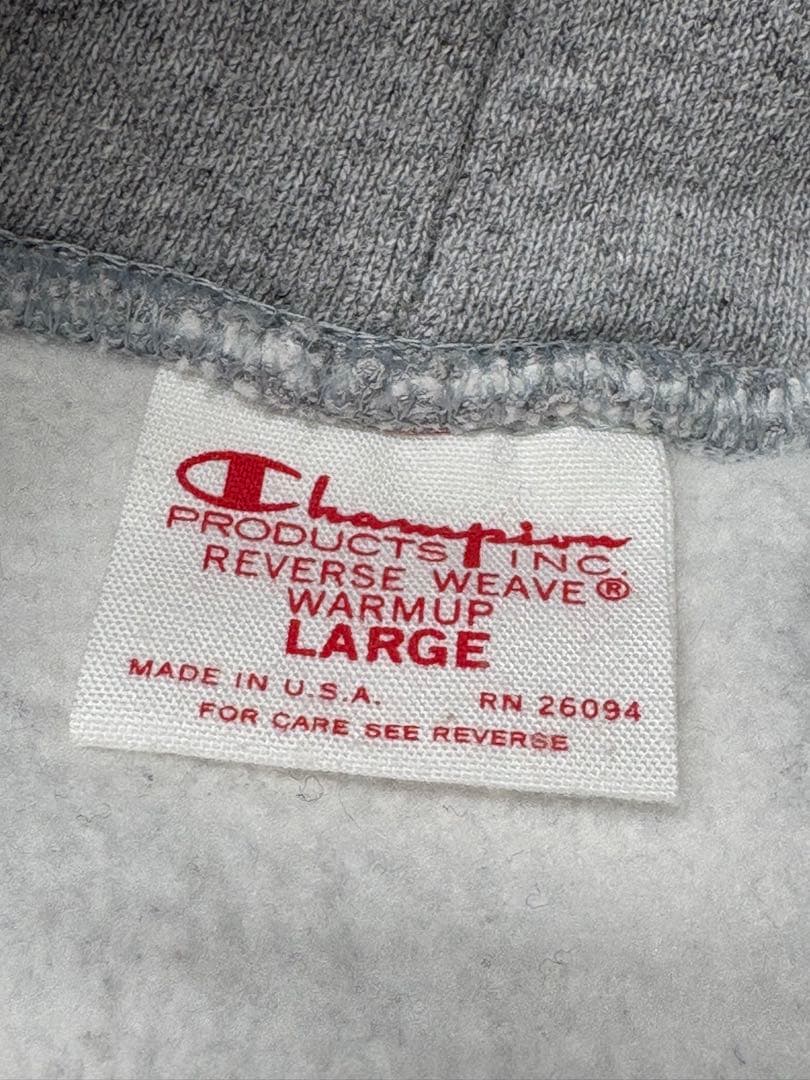 Champion
PRODUCTS INC.
REVERSE WEAVE®
WARMUP
LARGE
MADE IN U.S.A. RN 26094
FOR CARE SEE REVERSE